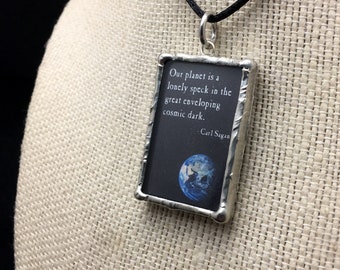 Our planet is a
lonely speck in the
great enveloping
cosmic dark.
- Carl Sagan